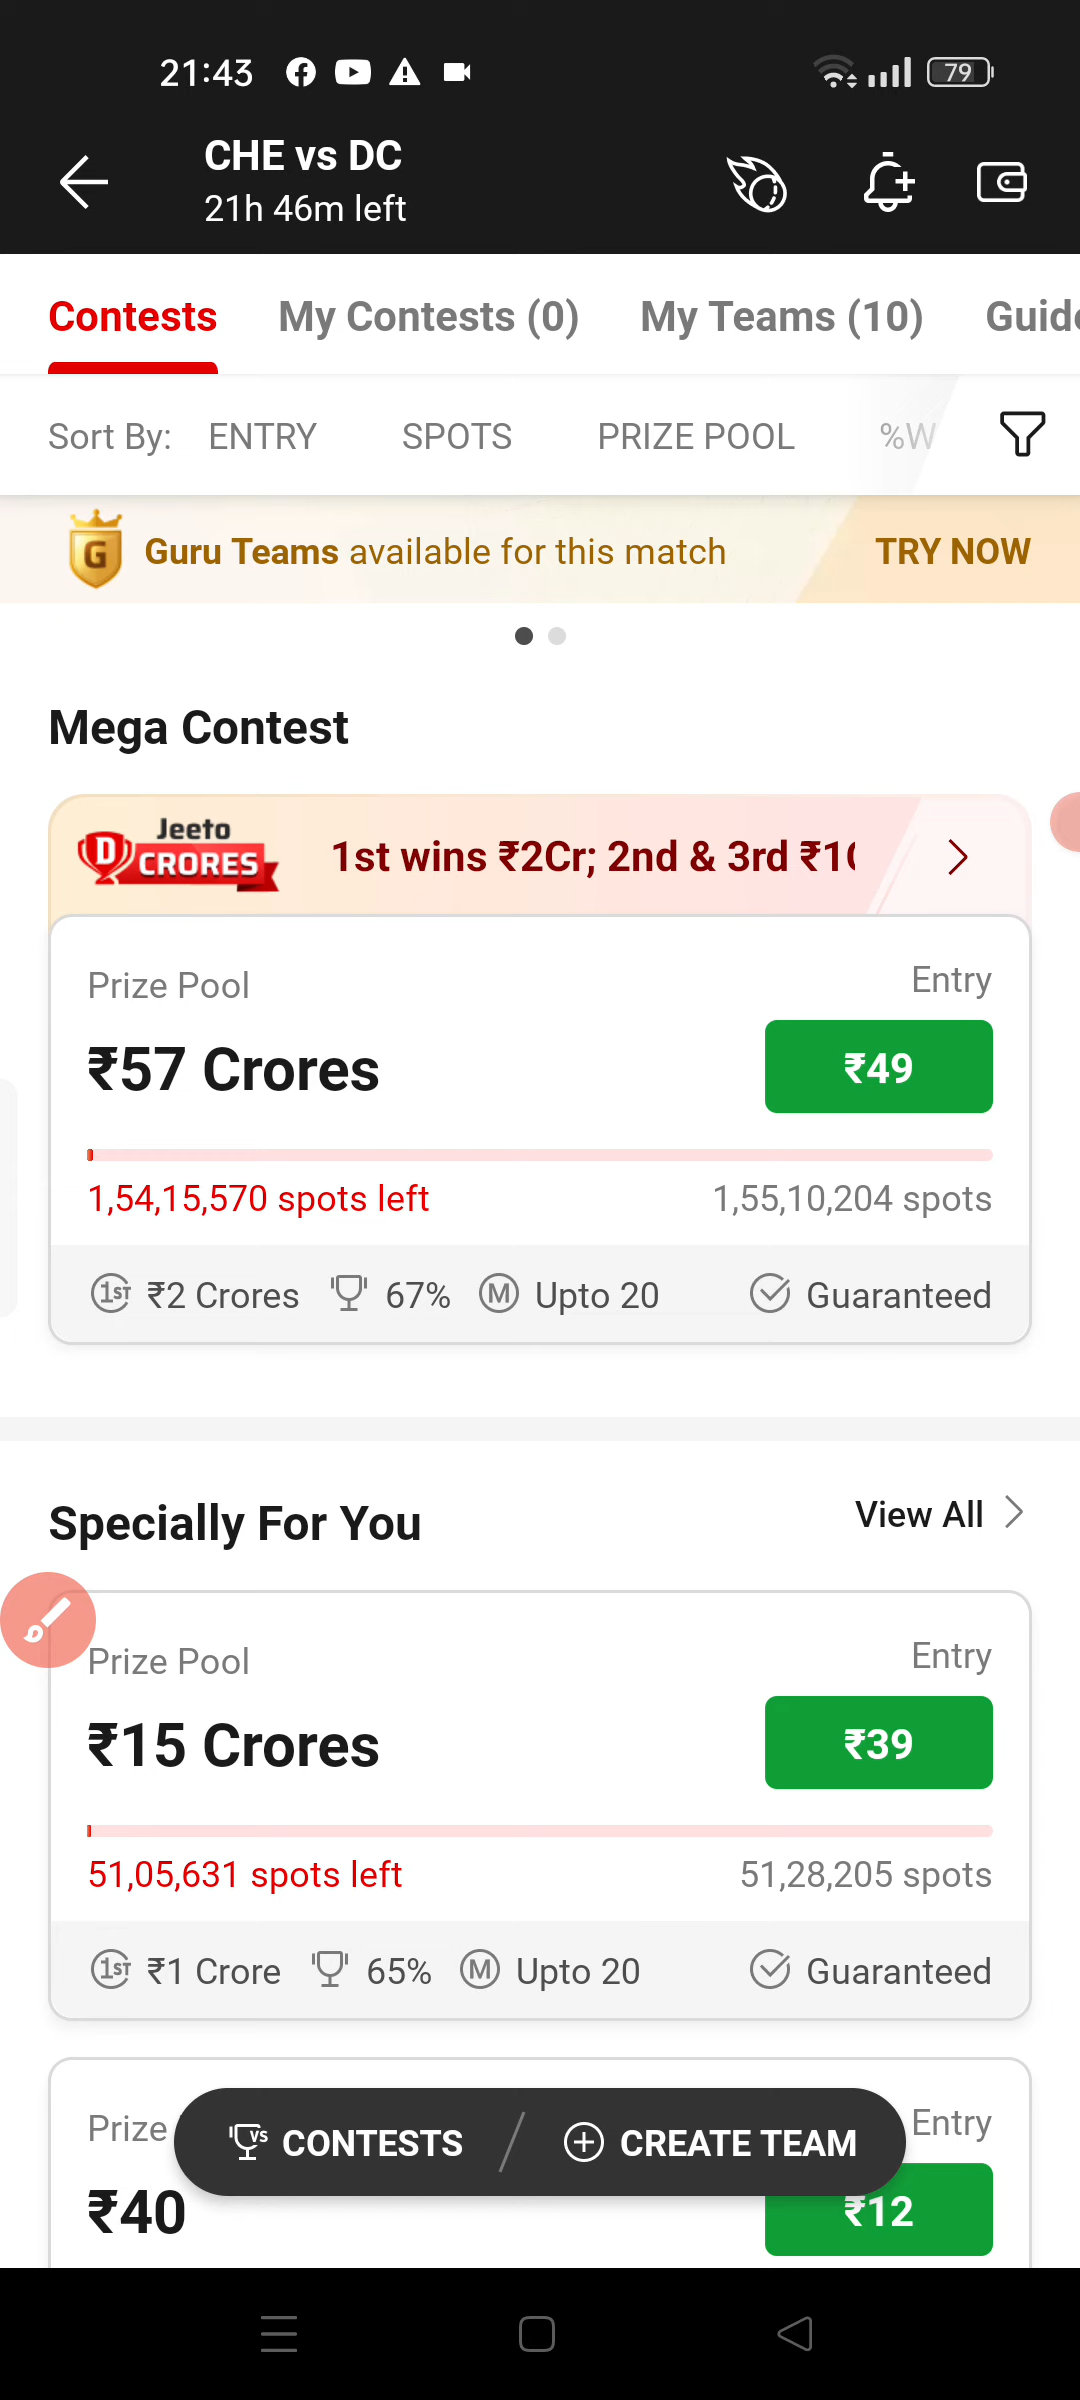 21:43
79
CHE vs DC
21h 46m left
Contests My Contests (0) My Teams (10) Guide
Sort By: ENTRY SPOTS PRIZE POOL %W
G Guru Teams available for this match TRY NOW
Mega Contest
D Jeeto CRORES
1st wins ₹2Cr; 2nd & 3rd ₹1
Prize Pool Entry
₹57 Crores ₹49
1,54,15,570 spots left 1,55,10,204 spots
1ST ₹2 Crores 67% M Upto 20 Guaranteed
Specially For You View All
Prize Pool Entry
₹15 Crores ₹39
51,05,631 spots left 51,28,205 spots
1ST ₹1 Crore 65% M Upto 20 Guaranteed
Prize Entry
VS CONTESTS CREATE TEAM
₹40 ₹12